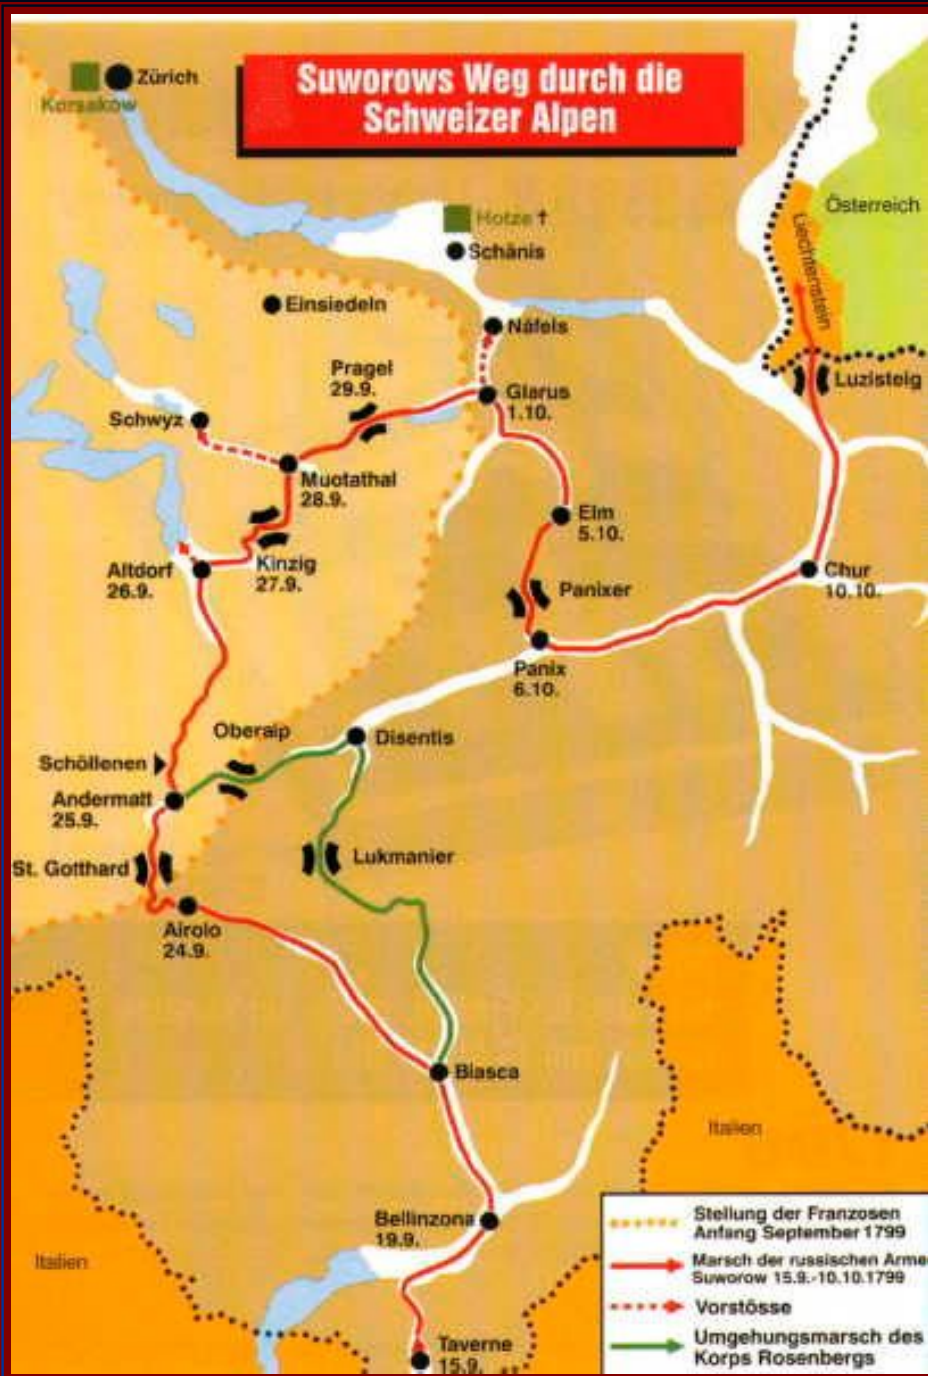 Suworows Weg durch die
Schweizer Alpen
Zürich
Korsakow
Österreich
Liechtenstein
Hotze †
Schänis
Einsiedeln
Näfels
Pragel
29.9.
Glarus
1.10.
Luzisteig
Schwyz
Muotathal
28.9.
Elm
5.10.
Altdorf
26.9.
Kinzig
27.9.
Panixer
Chur
10.10.
Panix
6.10.
Oberalp
Disentis
Schöllenen
Andermatt
25.9.
St. Gotthard
Lukmanier
Airolo
24.9.
Biasca
Italien
Bellinzona
19.9.
Italien
Taverne
15.9.
Stellung der Franzosen
Anfang September 1799
Marsch der russischen Arme
Suworow 15.9.-10.10.1799
Vorstösse
Umgehungsmarsch des
Korps Rosenbergs